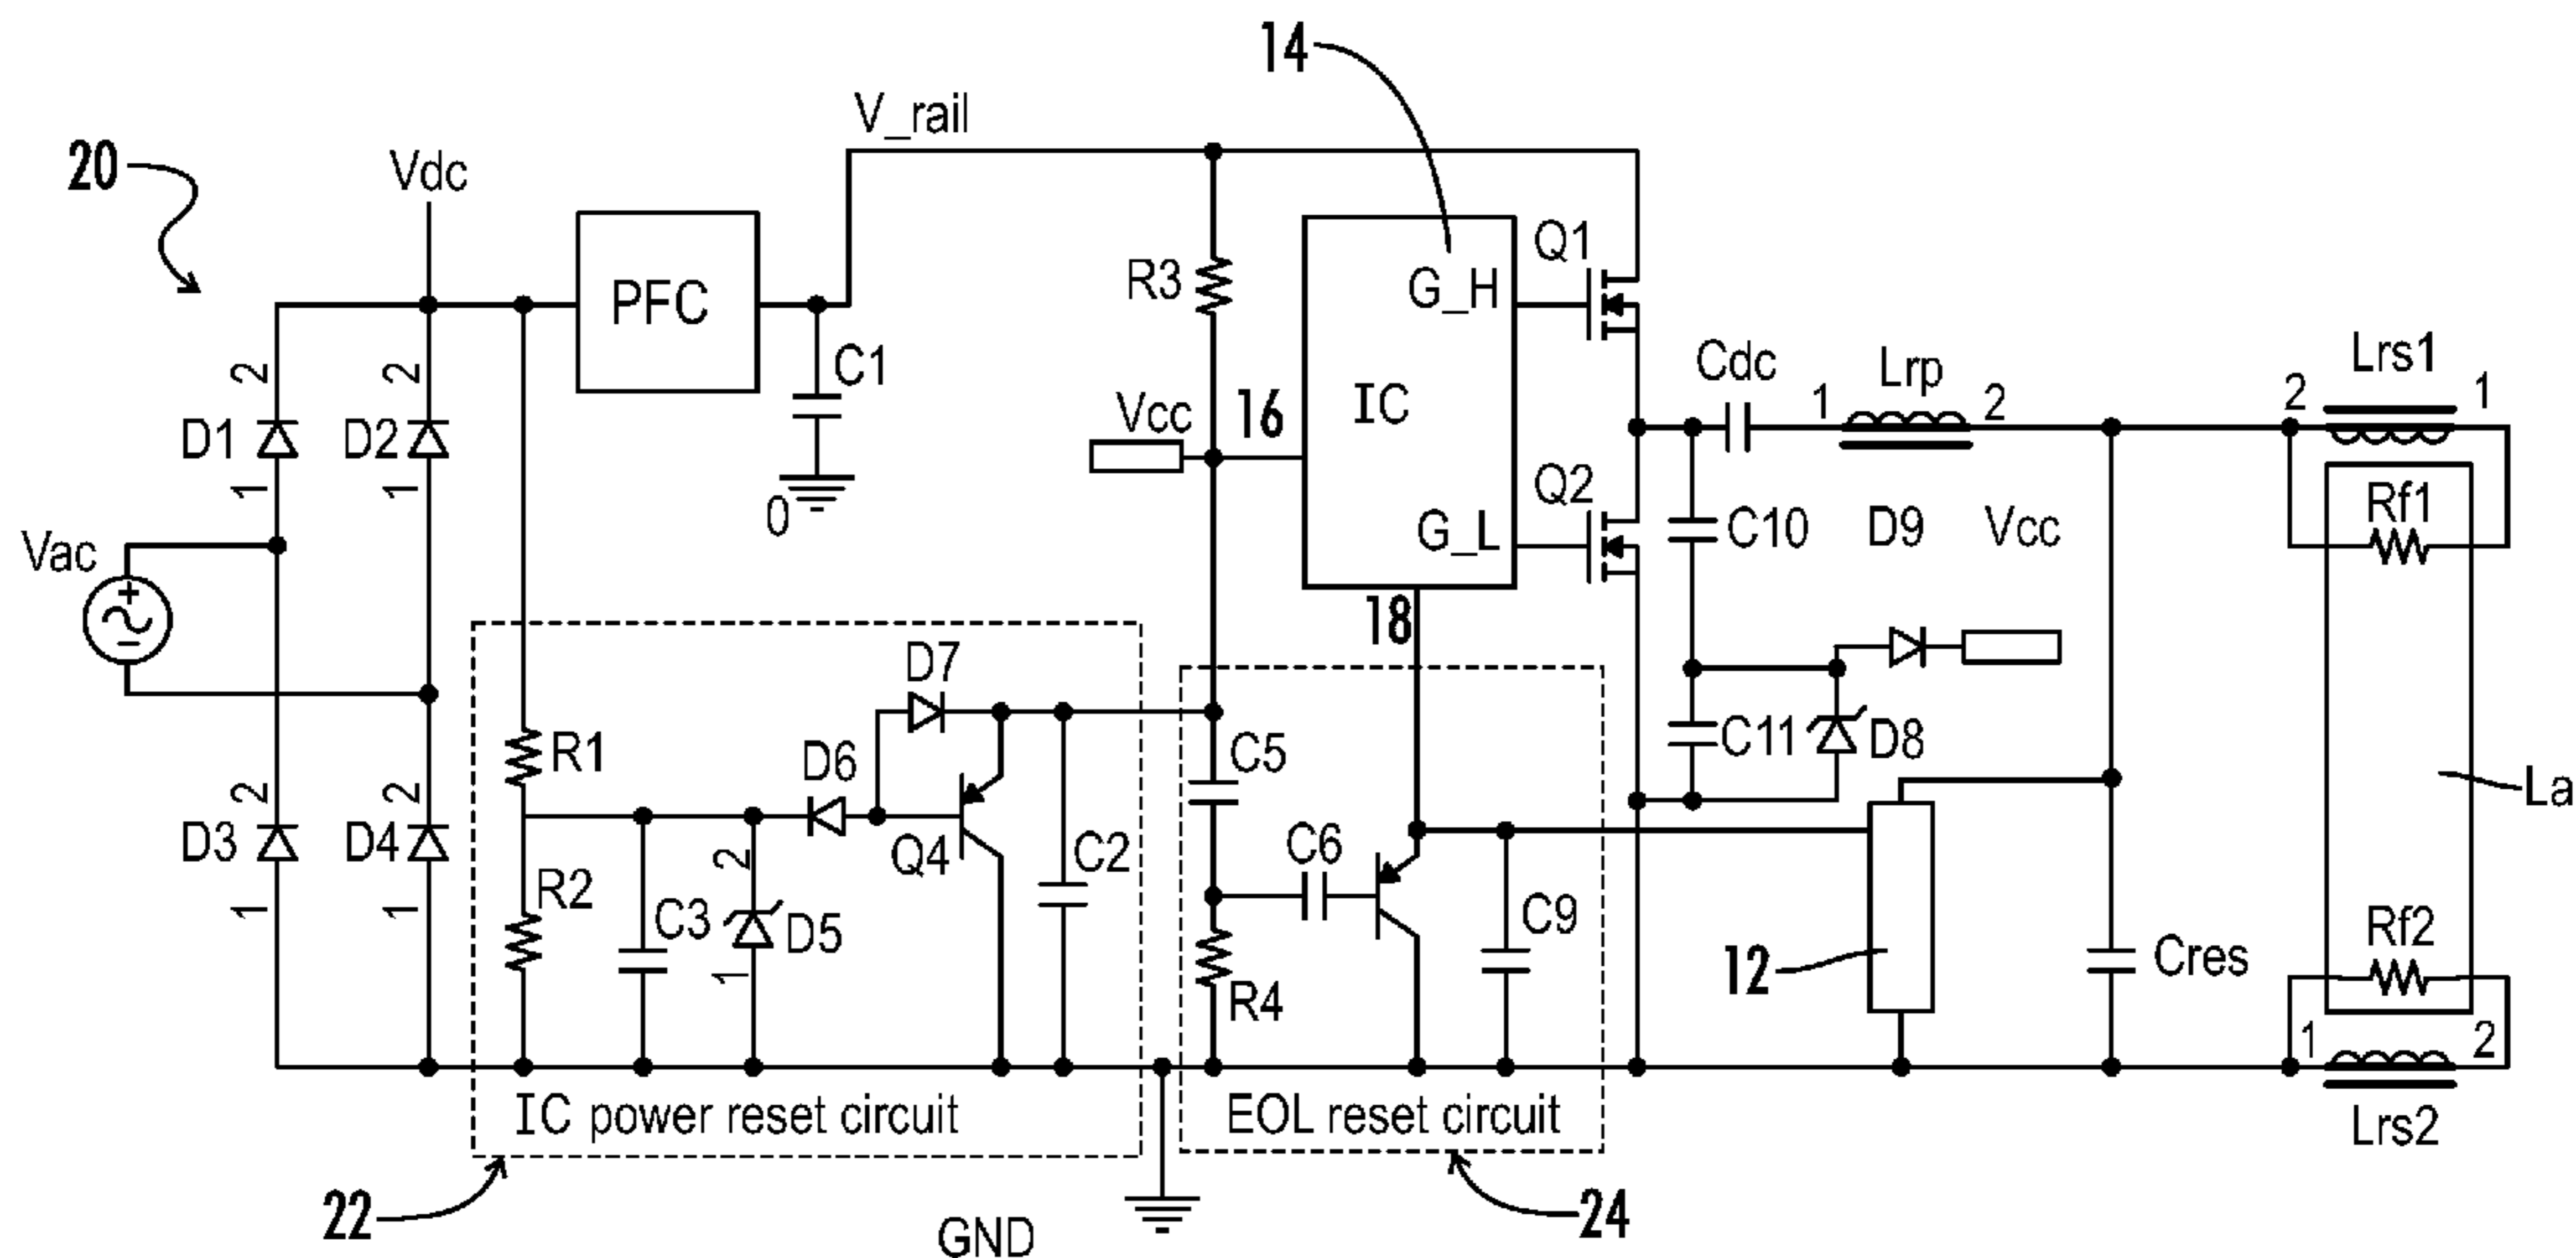 14
V_rail
20
Vdc
Q1
R3
G_H
PFC
Lrs1
C1
Cdc
Lrp
2
1
2
2
1
2
Vcc
16
IC
D1
D2
1
1
Q2
Rf1
0
C10
D9
Vcc
Vac
G_L
18
D7
R1
D6
C5
C11
D8
La
2
2
D3
D4
2
Q4
C2
C6
R2
1
1
C3
D5
C9
Rf2
1
12
Cres
R4
1
2
IC power reset circuit
EOL reset circuit
Lrs2
22
24
GND